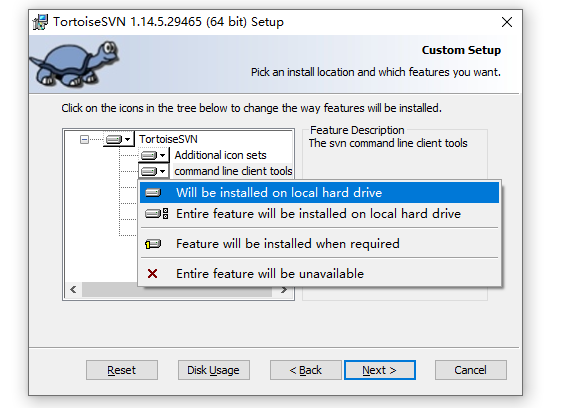 TortoiseSVN 1.14.5.29465 (64 bit) Setup
Custom Setup
Pick an install location and which features you want.
Click on the icons in the tree below to change the way features will be installed.
TortoiseSVN
Additional icon sets
command line client tools
Feature Description
The svn command line client tools
Will be installed on local hard drive
Entire feature will be installed on local hard drive
Feature will be installed when required
Entire feature will be unavailable
Reset
Disk Usage
< Back
Next >
Cancel